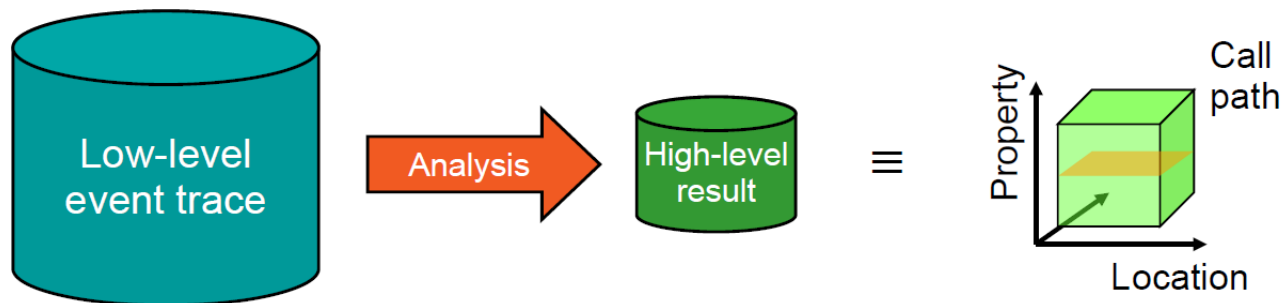 Low-level
event trace
Analysis
High-level
result
≡
Property
Call
path
Location